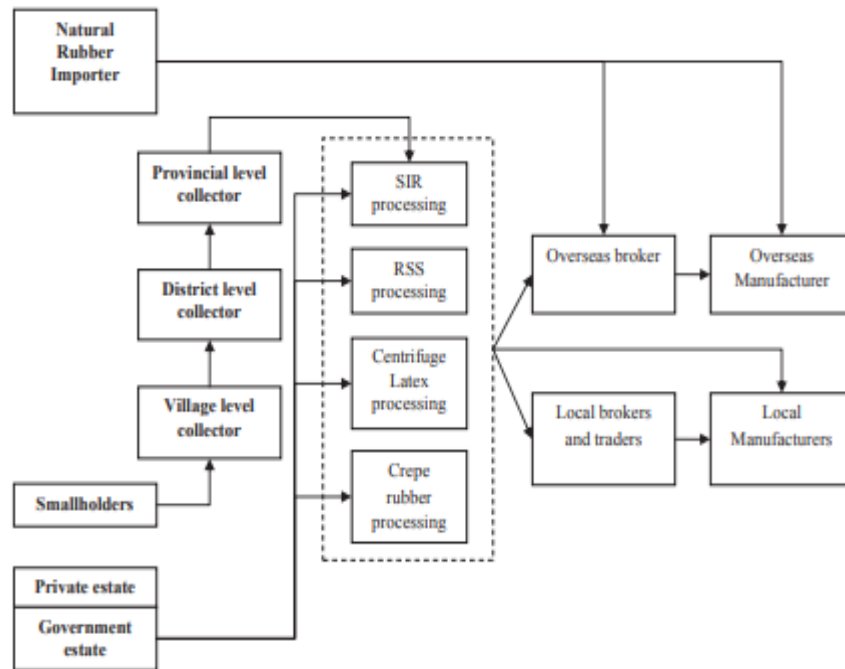 Natural
Rubber
Importer
Provincial level
collector
SIR
processing
District level
collector
RSS
processing
Overseas broker
Overseas
Manufacturer
Village level
collector
Centrifuge
Latex
processing
Local brokers
and traders
Local
Manufacturers
Smallholders
Crepe
rubber
processing
Private estate
Government
estate